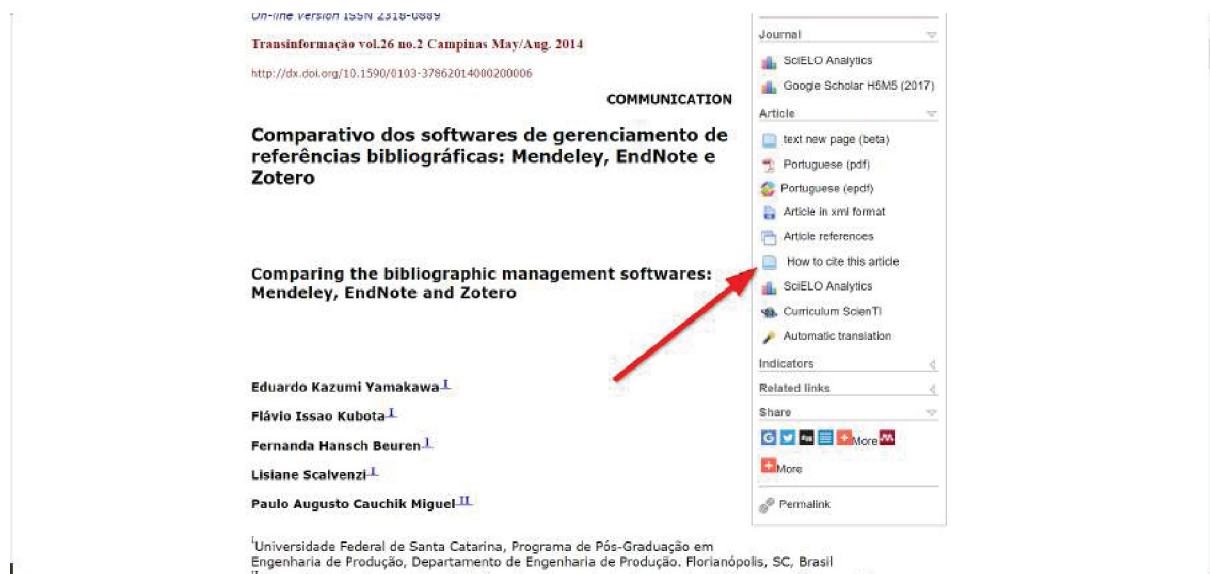 On-line version ISSN 2318-0889
Transinformação vol.26 no.2 Campinas May/Aug. 2014
http://dx.doi.org/10.1590/0103-37862014000200006
COMMUNICATION
Comparativo dos softwares de gerenciamento de
referências bibliográficas: Mendeley, EndNote e
Zotero
Comparing the bibliographic management softwares:
Mendeley, EndNote and Zotero
Eduardo Kazumi Yamakawa I
Flávio Issao Kubota I
Fernanda Hansch Beuren I
Lisiane Scalvenzi I
Paulo Augusto Cauchik Miguel II
I Universidade Federal de Santa Catarina, Programa de Pós-Graduação em
Engenharia de Produção, Departamento de Engenharia de Produção. Florianópolis, SC, Brasil
Journal
SciELO Analytics
Google Scholar H5M5 (2017)
Article
text new page (beta)
Portuguese (pdf)
Portuguese (epdf)
Article in xml format
Article references
How to cite this article
SciELO Analytics
Curriculum ScienTI
Automatic translation
Indicators
Related links
Share
More
More
Permalink